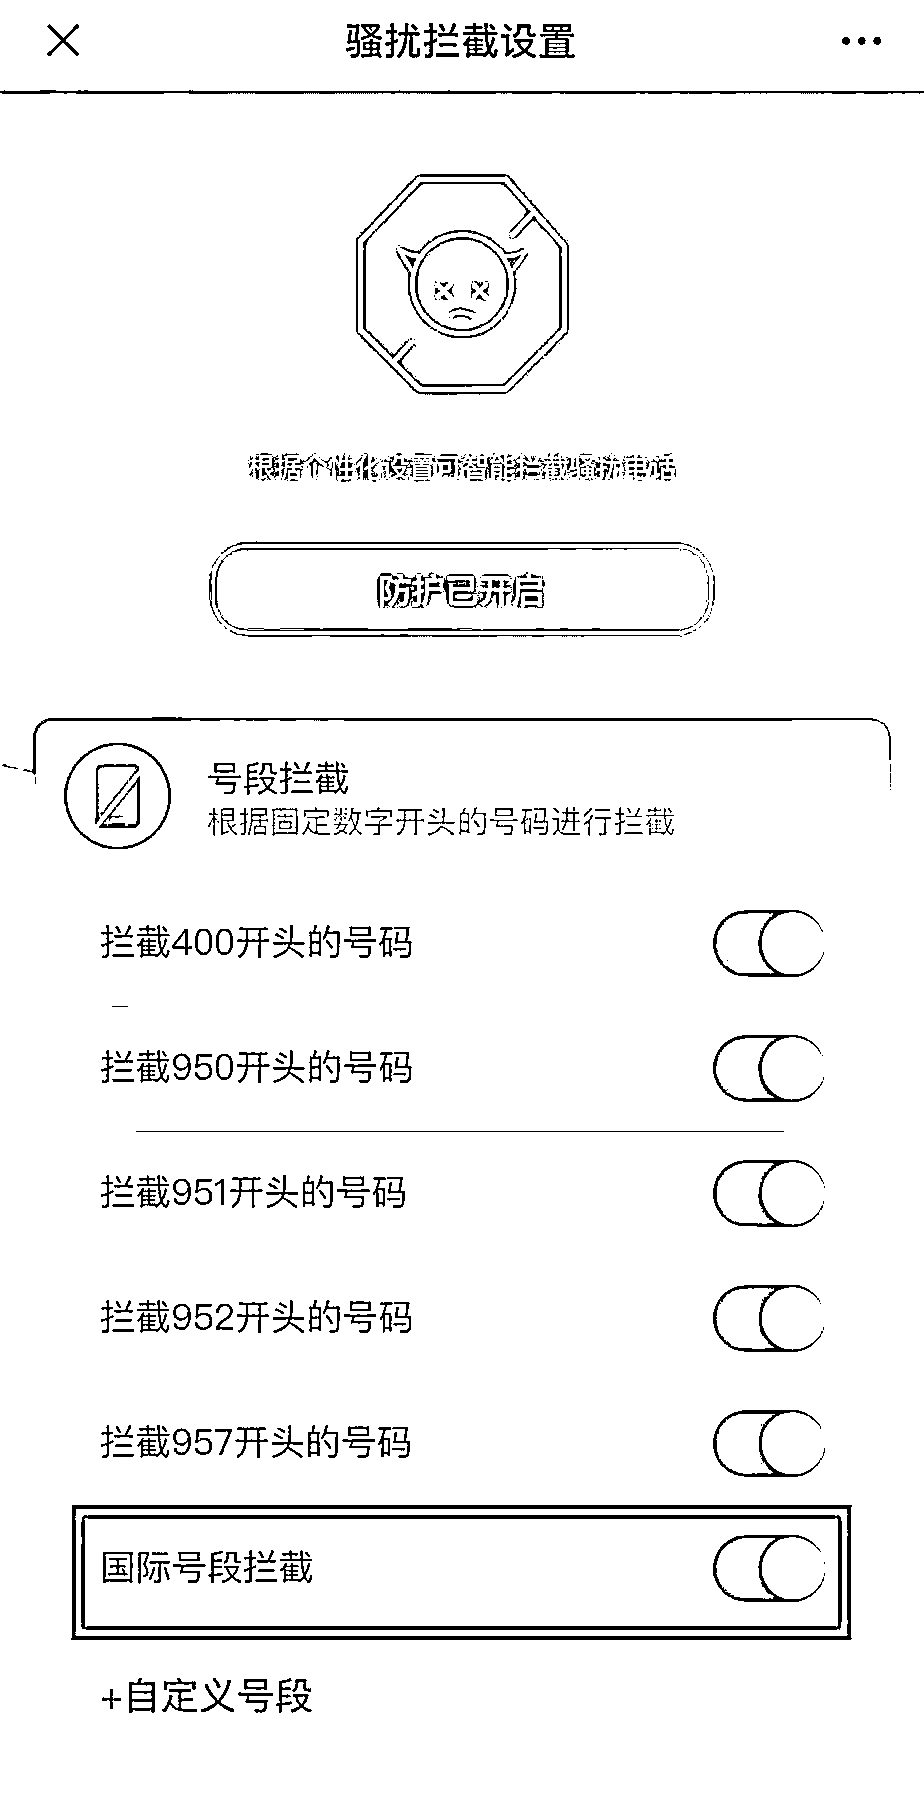 骚扰拦截设置
根据个性化设置可智能拦截骚扰电话
防护已开启
号段拦截
根据固定数字开头的号码进行拦截
拦截400开头的号码
拦截950开头的号码
拦截951开头的号码
拦截952开头的号码
拦截957开头的号码
国际号段拦截
+自定义号段